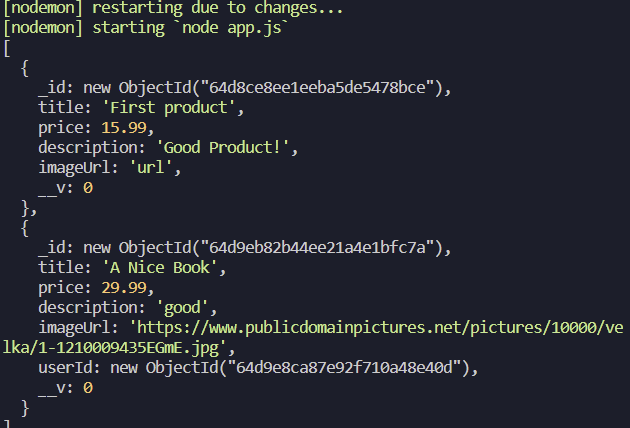 [nodemon] restarting due to changes...
[nodemon] starting `node app.js`
[
  {
    _id: new ObjectId("64d8ce8ee1eeba5de5478bce"),
    title: 'First product',
    price: 15.99,
    description: 'Good Product!',
    imageUrl: 'url',
    __v: 0
  },
  {
    _id: new ObjectId("64d9eb82b44ee21a4e1bfc7a"),
    title: 'A Nice Book',
    price: 29.99,
    description: 'good',
    imageUrl: 'https://www.publicdomainpictures.net/pictures/10000/ve
lka/1-1210009435EGmE.jpg',
    userId: new ObjectId("64d9e8ca87e92f710a48e40d"),
    __v: 0
  }
]